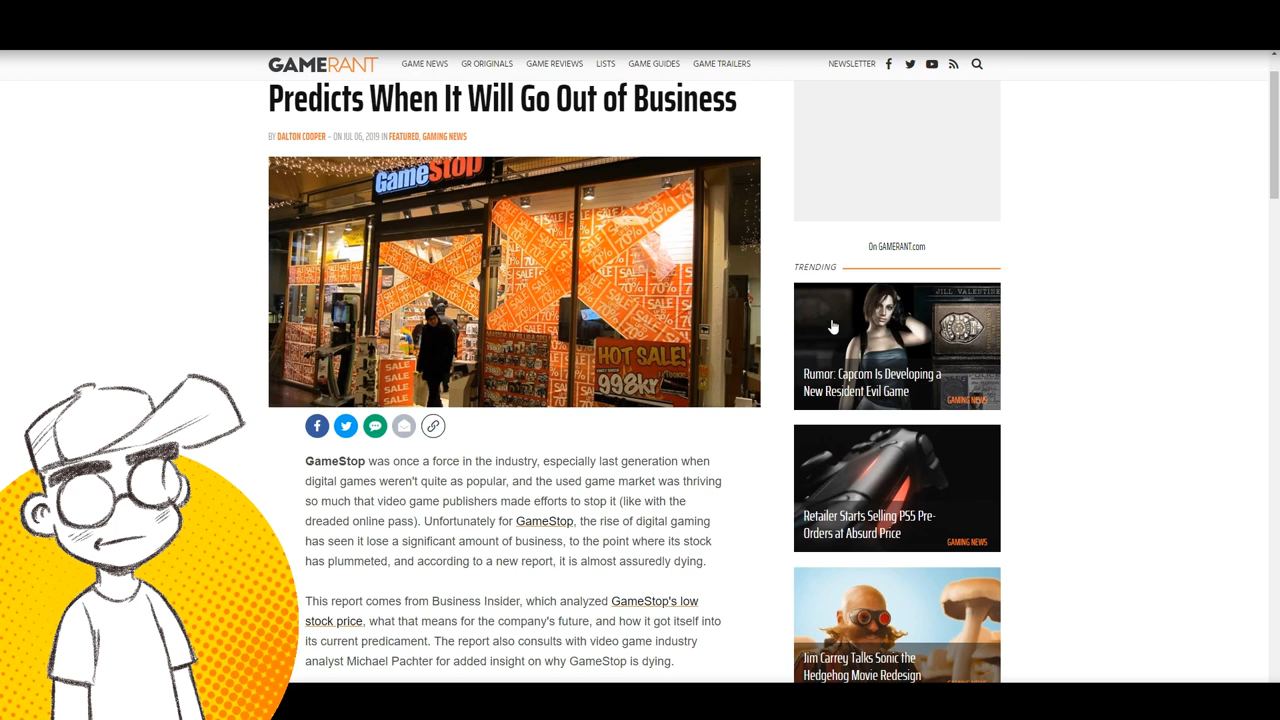 GAMERANT
GAME NEWS GR ORIGINALS GAME REVIEWS LISTS GAME GUIDES GAME TRAILERS
NEWSLETTER
Predicts When It Will Go Out of Business
BY DALTON COOPER – ON JUL 06, 2019 IN FEATURED, GAMING NEWS
GameStop
SALE 70%
SALE
SALE
SALE
SALE
HOT SALE!
998kr
GameStop was once a force in the industry, especially last generation when
digital games weren't quite as popular, and the used game market was thriving
so much that video game publishers made efforts to stop it (like with the
dreaded online pass). Unfortunately for GameStop, the rise of digital gaming
has seen it lose a significant amount of business, to the point where its stock
has plummeted, and according to a new report, it is almost assuredly dying.
This report comes from Business Insider, which analyzed GameStop's low
stock price, what that means for the company's future, and how it got itself into
its current predicament. The report also consults with video game industry
analyst Michael Pachter for added insight on why GameStop is dying.
On GAMERANT.com
TRENDING
JILL VALENTINE
Rumor: Capcom Is Developing a
New Resident Evil Game
GAMING NEWS
Retailer Starts Selling PS5 Pre-
Orders at Absurd Price
GAMING NEWS
Jim Carrey Talks Sonic the
Hedgehog Movie Redesign